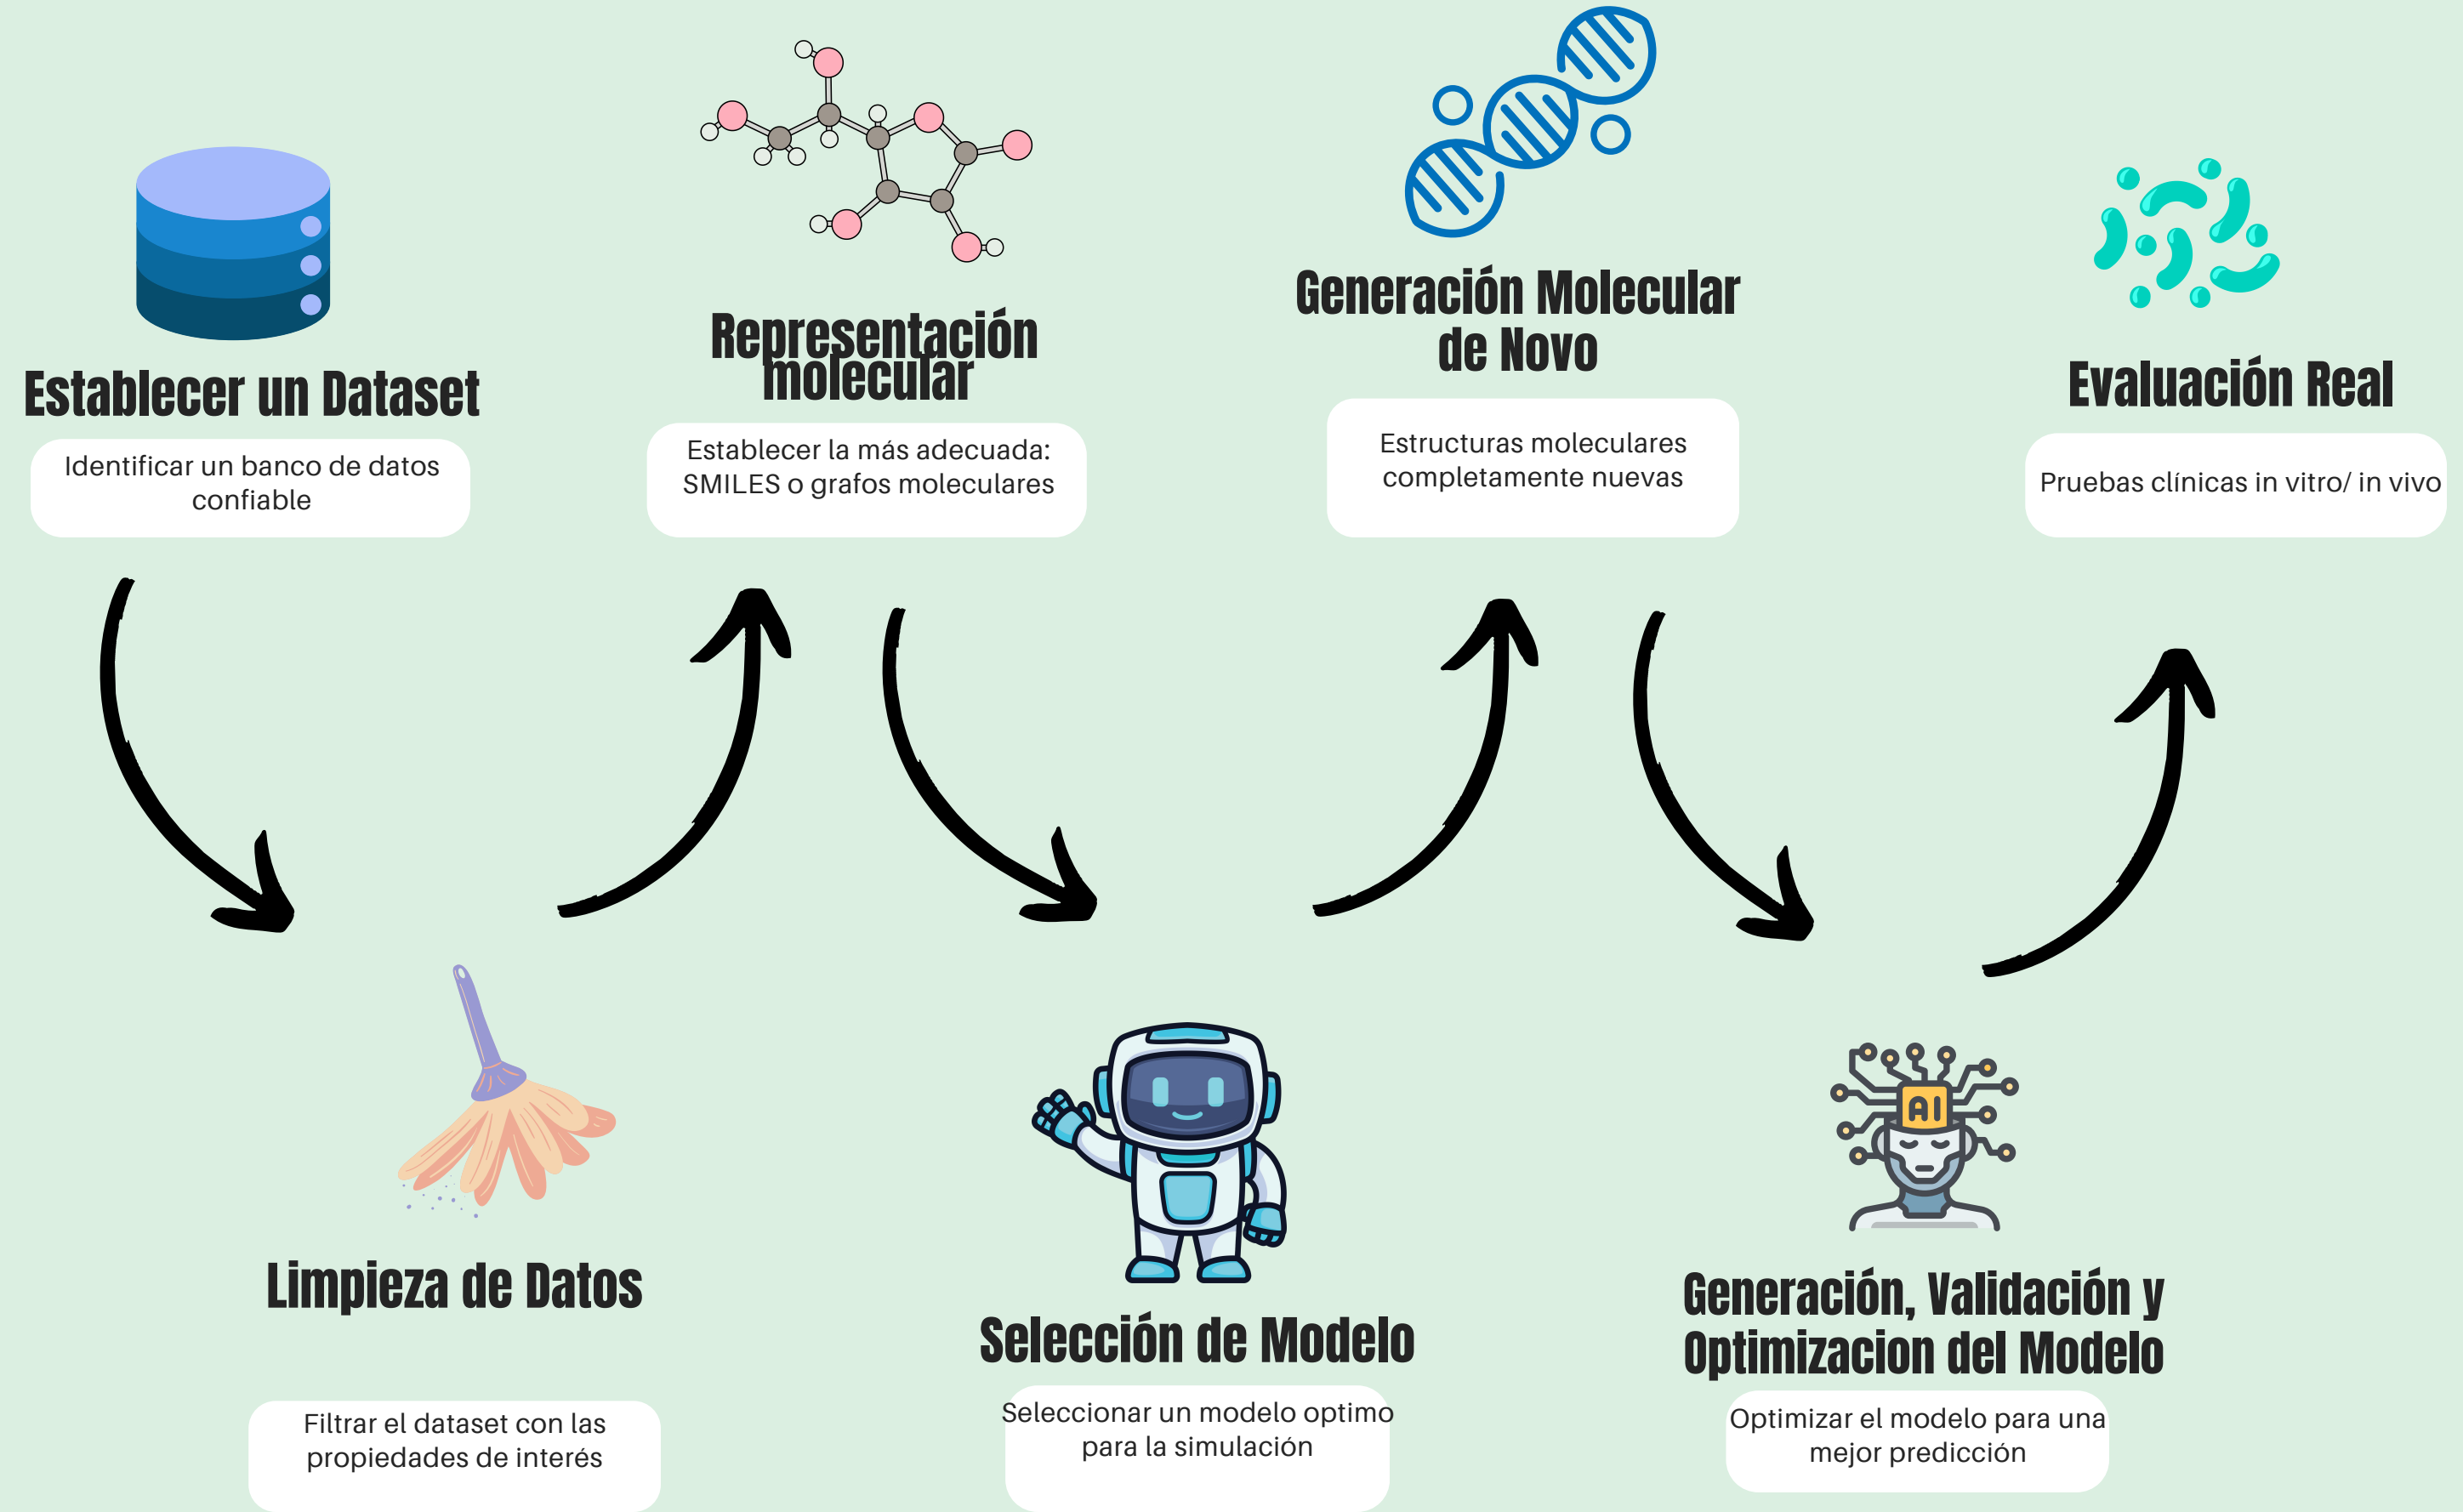 Establecer un Dataset
Identificar un banco de datos
confiable
Limpieza de Datos
Filtrar el dataset con las
propiedades de interés
Representación
molecular
Establecer la más adecuada:
SMILES o grafos moleculares
Selección de Modelo
Seleccionar un modelo optimo
para la simulación
Generación Molecular
de Novo
Estructuras moleculares
completamente nuevas
AI
Generación, Validación y
Optimizacion del Modelo
Optimizar el modelo para una
mejor predicción
Evaluación Real
Pruebas clínicas in vitro/ in vivo